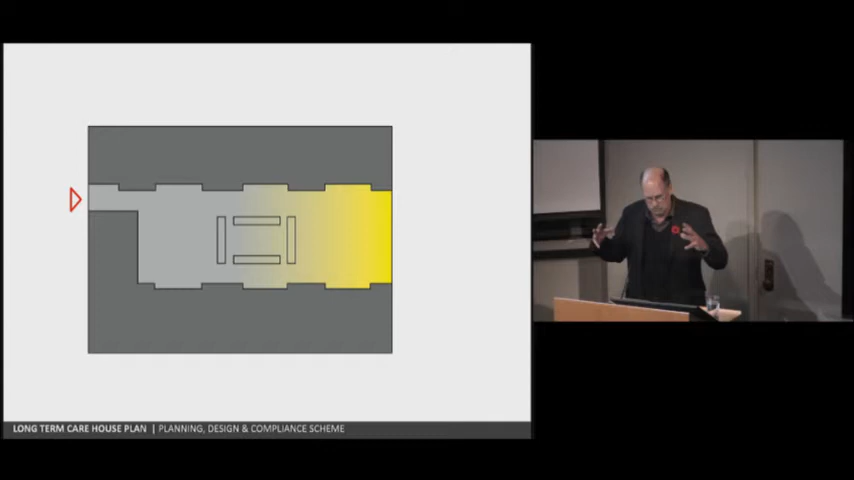 LONG TERM CARE HOUSE PLAN | PLANNING, DESIGN & COMPLIANCE SCHEME